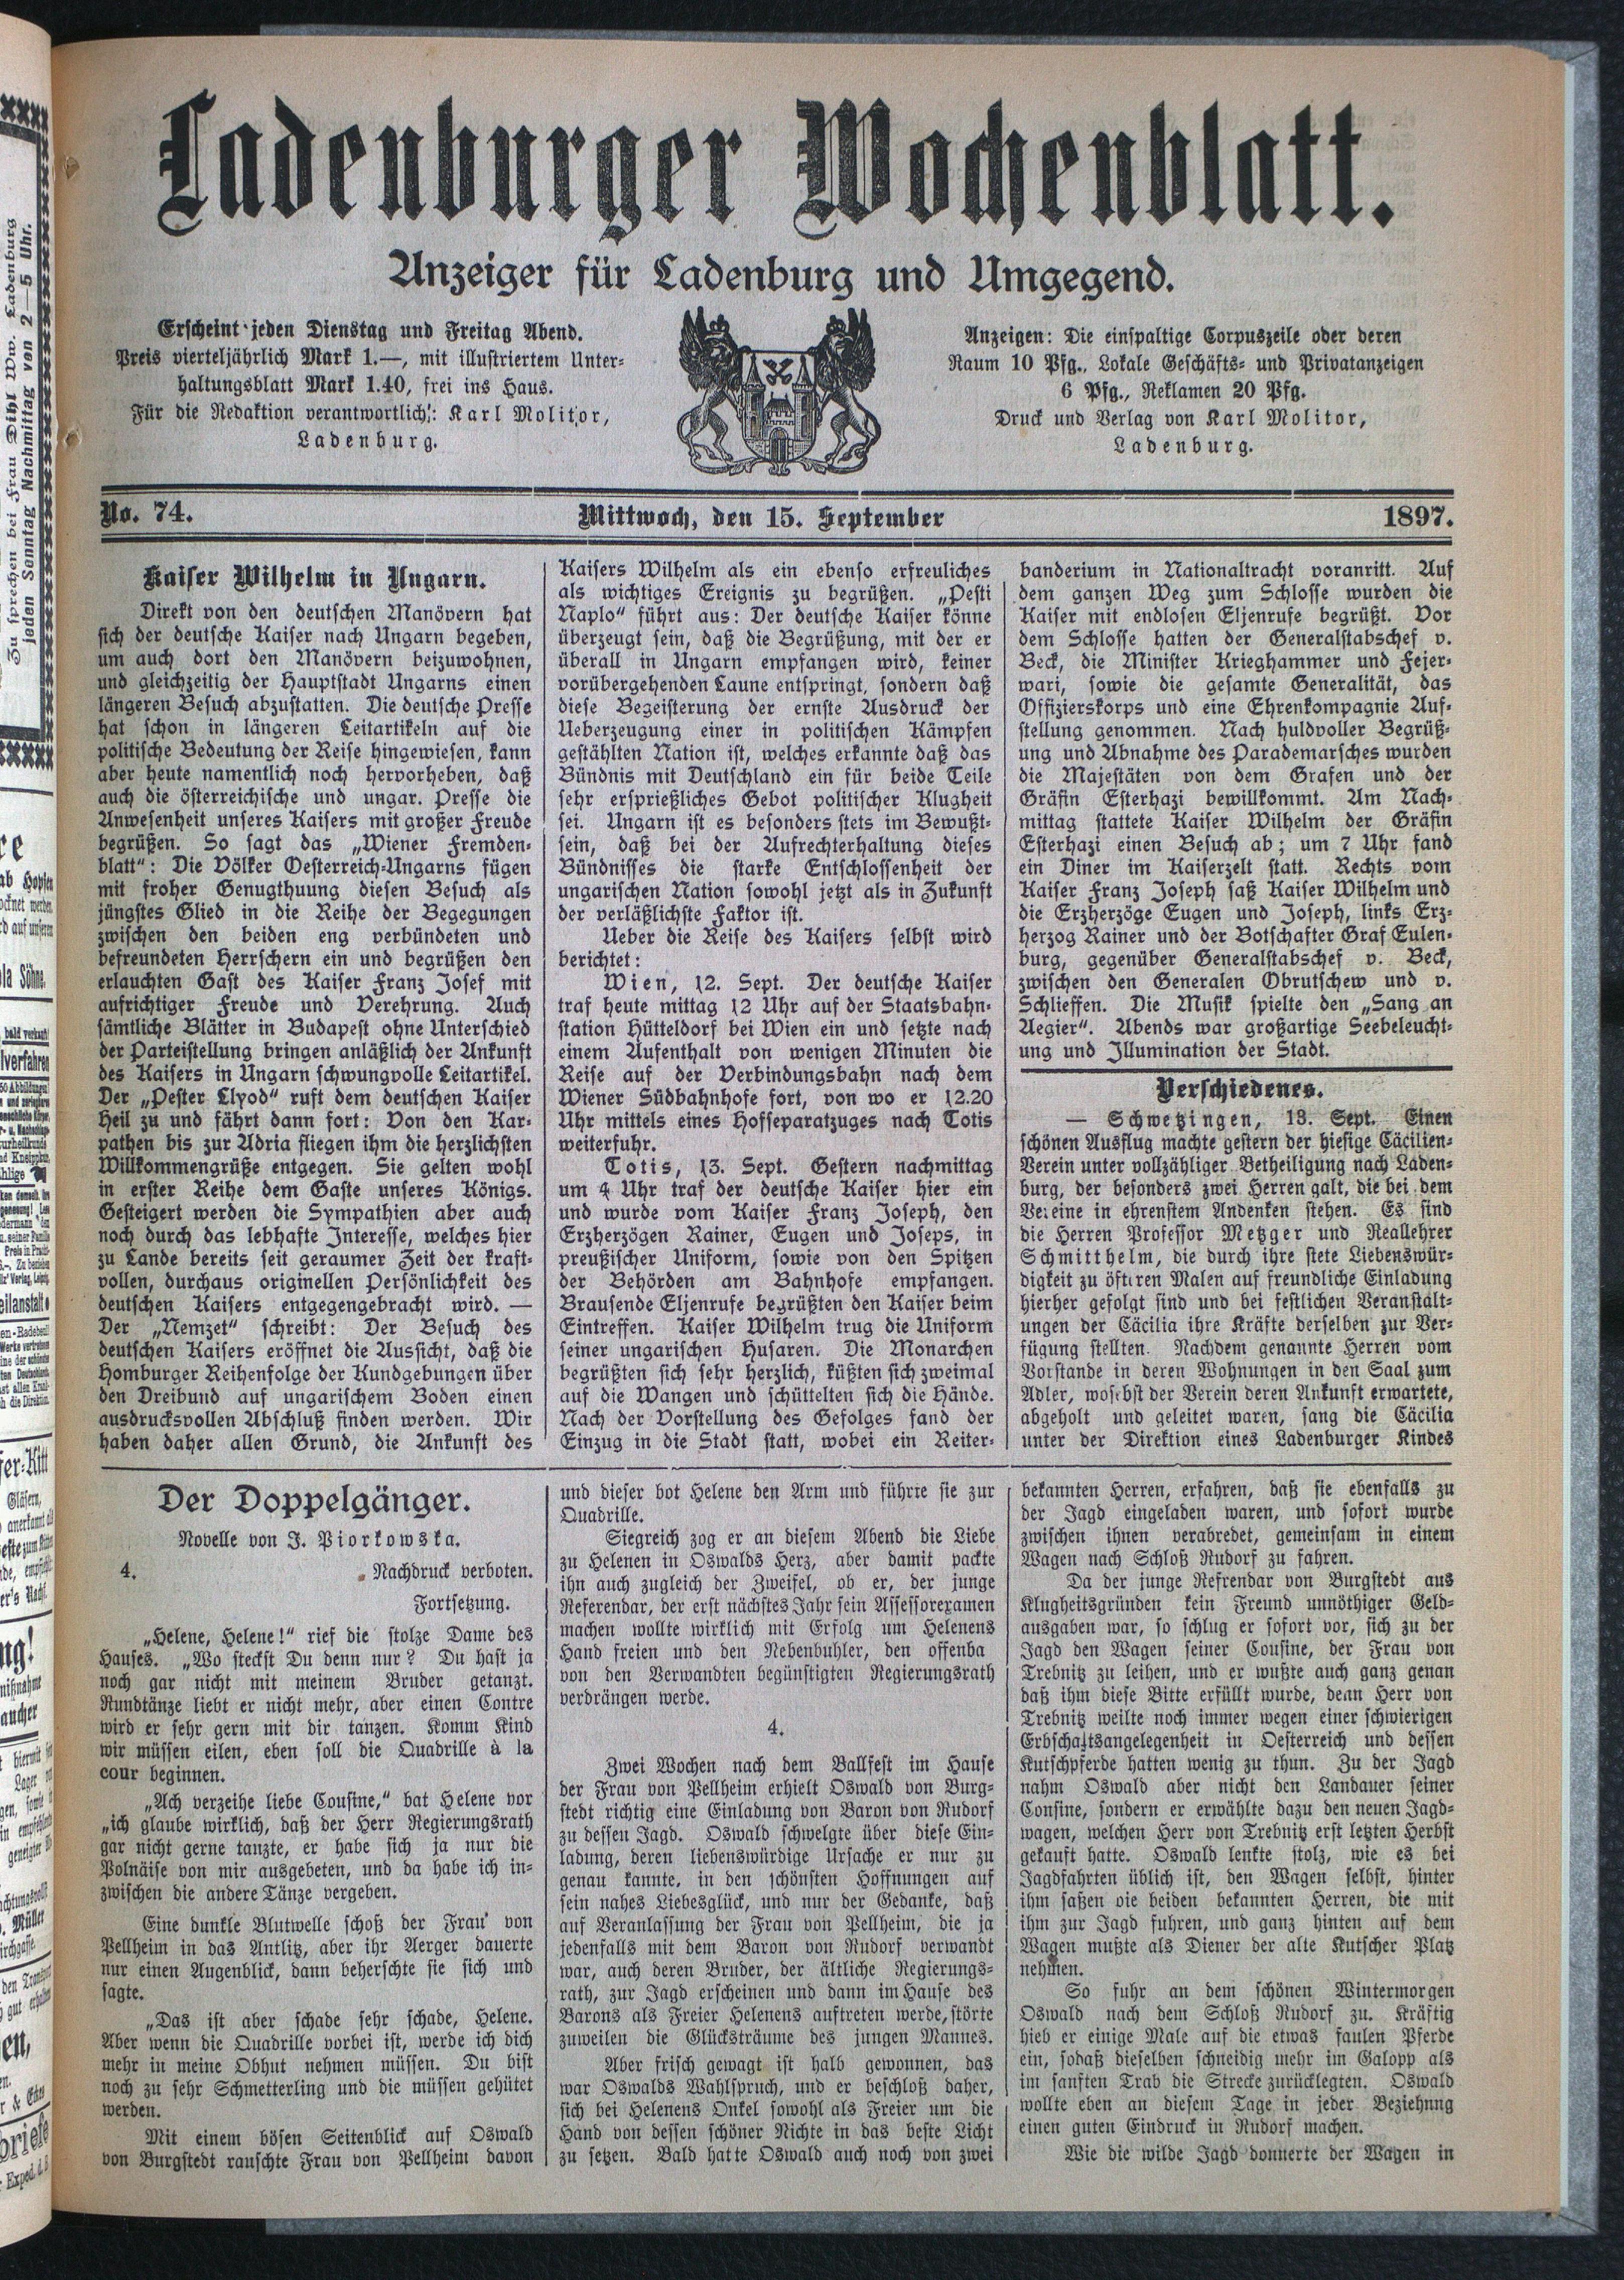 Ladenburger Wochenblatt.
Anzeiger für Ladenburg und Umgegend.
Erscheint jeden Dienstag und Freitag Abend.
Preis vierteljährlich Mark 1.—, mit illustriertem Unter-
haltungsblatt Mark 1.40, frei ins Haus.
Für die Redaktion verantwortlich: Karl Molitor,
Ladenburg.
Anzeigen: Die einspaltige Corpuszeile oder deren
Raum 10 Pfg., Lokale Geschäfts- und Privatanzeigen
6 Pfg., Reklamen 20 Pfg.
Druck und Verlag von Karl Molitor,
Ladenburg.
No. 74.
Mittwoch, den 15. September
1897.
Kaiser Wilhelm in Ungarn.
Direkt von den deutschen Manövern hat
sich der deutsche Kaiser nach Ungarn begeben,
um auch dort den Manövern beizuwohnen,
und gleichzeitig der Hauptstadt Ungarns einen
längeren Besuch abzustatten. Die deutsche Presse
hat schon in längeren Leitartikeln auf die
politische Bedeutung der Reise hingewiesen, kann
aber heute namentlich noch hervorheben, daß
auch die österreichische und ungar. Presse die
Anwesenheit unseres Kaisers mit großer Freude
begrüßen. So sagt das „Wiener Fremden-
blatt“: Die Völker Oesterreich-Ungarns fügen
mit froher Genugthuung diesen Besuch als
jüngstes Glied in die Reihe der Begegungen
zwischen den beiden eng verbündeten und
befreundeten Herrschern ein und begrüßen den
erlauchten Gast des Kaiser Franz Josef mit
aufrichtiger Freude und Verehrung. Auch
sämtliche Blätter in Budapest ohne Unterschied
der Parteistellung bringen anläßlich der Ankunft
des Kaisers in Ungarn schwungvolle Leitartikel.
Der „Pester Llyod“ ruft dem deutschen Kaiser
Heil zu und fährt dann fort: Von den Kar-
pathen bis zur Adria fliegen ihm die herzlichsten
Willkommengrüße entgegen. Sie gelten wohl
in erster Reihe dem Gaste unseres Königs.
Gesteigert werden die Sympathien aber auch
noch durch das lebhafte Interesse, welches hier
zu Lande bereits seit geraumer Zeit der kraft-
vollen, durchaus originellen Persönlichkeit des
deutschen Kaisers entgegengebracht wird. —
Der „Nemzet“ schreibt: Der Besuch des
deutschen Kaisers eröffnet die Aussicht, daß die
Homburger Reihenfolge der Kundgebungen über
den Dreibund auf ungarischem Boden einen
ausdrucksvollen Abschluß finden werden. Wir
haben daher allen Grund, die Ankunft des
Kaisers Wilhelm als ein ebenso erfreuliches
als wichtiges Ereignis zu begrüßen. „Pesti
Naplo“ führt aus: Der deutsche Kaiser könne
überzeugt sein, daß die Begrüßung, mit der er
überall in Ungarn empfangen wird, keiner
vorübergehenden Laune entspringt, sondern daß
diese Begeisterung der ernste Ausdruck der
Ueberzeugung einer in politischen Kämpfen
gestählten Nation ist, welches erkannte daß das
Bündnis mit Deutschland ein für beide Teile
sehr ersprießliches Gebot politischer Klugheit
sei. Ungarn ist es besonders stets im Bewußt-
sein, daß bei der Aufrechterhaltung dieses
Bündnisses die starke Entschlossenheit der
ungarischen Nation sowohl jetzt als in Zukunft
der verläßlichste Faktor ist.
Ueber die Reise des Kaisers selbst wird
berichtet:
Wien, 12. Sept. Der deutsche Kaiser
traf heute mittag 12 Uhr auf der Staatsbahn-
station Hütteldorf bei Wien ein und setzte nach
einem Aufenthalt von wenigen Minuten die
Reise auf der Verbindungsbahn nach dem
Wiener Südbahnhofe fort, von wo er 12.20
Uhr mittels eines Hofseparatzuges nach Totis
weiterfuhr.
Totis, 13. Sept. Gestern nachmittag
um 4 Uhr traf der deutsche Kaiser hier ein
und wurde vom Kaiser Franz Joseph, den
Erzherzögen Rainer, Eugen und Joseps, in
preußischer Uniform, sowie von den Spitzen
der Behörden am Bahnhofe empfangen.
Brausende Eljenrufe begrüßten den Kaiser beim
Eintreffen. Kaiser Wilhelm trug die Uniform
seiner ungarischen Husaren. Die Monarchen
begrüßten sich sehr herzlich, küßten sich zweimal
auf die Wangen und schüttelten sich die Hände.
Nach der Vorstellung des Gefolges fand der
Einzug in die Stadt statt, wobei ein Reiter-
banderium in Nationaltracht voranritt. Auf
dem ganzen Weg zum Schlosse wurden die
Kaiser mit endlosen Eljenrufe begrüßt. Vor
dem Schlosse hatten der Generalstabschef v.
Beck, die Minister Krieghammer und Fejer-
wari, sowie die gesamte Generalität, das
Offizierskorps und eine Ehrenkompagnie Auf-
stellung genommen. Nach huldvoller Begrüß-
ung und Abnahme des Parademarsches wurden
die Majestäten von dem Grafen und der
Gräfin Esterhazi bewillkommt. Am Nach-
mittag stattete Kaiser Wilhelm der Gräfin
Esterhazi einen Besuch ab; um 7 Uhr fand
ein Diner im Kaiserzelt statt. Rechts vom
Kaiser Franz Joseph saß Kaiser Wilhelm und
die Erzherzöge Eugen und Joseph, links Erz-
herzog Rainer und der Botschafter Graf Eulen-
burg, gegenüber Generalstabschef v. Beck,
zwischen den Generalen Obrutschew und v.
Schlieffen. Die Musik spielte den „Sang an
Aegier“. Abends war großartige Seebeleucht-
ung und Illumination der Stadt.
Verschiedenes.
— Schwetzingen, 13. Sept. Einen
schönen Ausflug machte gestern der hiesige Cäcilien-
Verein unter vollzähliger Betheiligung nach Laden-
burg, der besonders zwei Herren galt, die bei dem
Vereine in ehrenstem Andenken stehen. Es sind
die Herren Professor Metzger und Reallehrer
Schmitthelm, die durch ihre stete Liebenswür-
digkeit zu öfteren Malen auf freundliche Einladung
hierher gefolgt sind und bei festlichen Veranstalt-
ungen der Cäcilia ihre Kräfte derselben zur Ver-
fügung stellten. Nachdem genannte Herren vom
Vorstande in deren Wohnungen in den Saal zum
Adler, woselbst der Verein deren Ankunft erwartete,
abgeholt und geleitet waren, sang die Cäcilia
unter der Direktion eines Ladenburger Kindes
Der Doppelgänger.
Novelle von J. Piorkowska.
4. Nachdruck verboten.
Fortsetzung.
„Helene, Helene!“ rief die stolze Dame des
Hauses. „Wo steckst Du denn nur? Du hast ja
noch gar nicht mit meinem Bruder getanzt.
Rundtänze liebt er nicht mehr, aber einen Contre
wird er sehr gern mit dir tanzen. Komm Kind
wir müssen eilen, eben soll die Quadrille à la
cour beginnen.
„Ach verzeihe liebe Cousine,“ bat Helene vor
„ich glaube wirklich, daß der Herr Regierungsrath
gar nicht gerne tanzte, er habe sich ja nur die
Polnäise von mir ausgebeten, und da habe ich in-
zwischen die andere Tänze vergeben.
Eine dunkle Blutwelle schoß der Frau von
Pellheim in das Antlitz, aber ihr Aerger dauerte
nur einen Augenblick, dann beherschte sie sich und
sagte.
„Das ist aber schade sehr schade, Helene.
Aber wenn die Quadrille vorbei ist, werde ich dich
mehr in meine Obhut nehmen müssen. Du bist
noch zu sehr Schmetterling und die müssen gehütet
werden.
Mit einem bösen Seitenblick auf Oswald
von Burgstedt rauschte Frau von Pellheim davon
und dieser bot Helene den Arm und führte sie zur
Quadrille.
Siegreich zog er an diesem Abend die Liebe
zu Helenen in Oswalds Herz, aber damit packte
ihn auch zugleich der Zweifel, ob er, der junge
Referendar, der erst nächstes Jahr sein Assessorexamen
machen wollte wirklich mit Erfolg um Helenens
Hand freien und den Nebenbuhler, den offenba
von den Verwandten begünstigten Regierungsrath
verdrängen werde.
4.
Zwei Wochen nach dem Ballfest im Hause
der Frau von Pellheim erhielt Oswald von Burg-
stedt richtig eine Einladung von Baron von Rudorf
zu dessen Jagd. Oswald schwelgte über diese Ein-
ladung, deren liebenswürdige Ursache er nur zu
genau kannte, in den schönsten Hoffnungen auf
sein nahes Liebesglück, und nur der Gedanke, daß
auf Veranlassung der Frau von Pellheim, die ja
jedenfalls mit dem Baron von Rudorf verwandt
war, auch deren Bruder, der ältliche Regierungs-
rath, zur Jagd erscheinen und dann im Hause des
Barons als Freier Helenens auftreten werde, störte
zuweilen die Glücksträume des jungen Mannes.
Aber frisch gewagt ist halb gewonnen, das
war Oswalds Wahlspruch, und er beschloß daher,
sich bei Helenens Onkel sowohl als Freier um die
Hand von dessen schöner Nichte in das beste Licht
zu setzen. Bald hatte Oswald auch noch von zwei
bekannten Herren, erfahren, daß sie ebenfalls zu
der Jagd eingeladen waren, und sofort wurde
zwischen ihnen verabredet, gemeinsam in einem
Wagen nach Schloß Rudorf zu fahren.
Da der junge Refrendar von Burgstedt aus
Klugheitsgründen kein Freund unnöthiger Geld-
ausgaben war, so schlug er sofort vor, sich zu der
Jagd den Wagen seiner Cousine, der Frau von
Trebnitz zu leihen, und er wußte auch ganz genau
daß ihm diese Bitte erfüllt wurde, denn Herr von
Trebnitz weilte noch immer wegen einer schwierigen
Erbschaftsangelegenheit in Oesterreich und dessen
Kutschpferde hatten wenig zu thun. Zu der Jagd
nahm Oswald aber nicht den Landauer seiner
Consine, sondern er erwählte dazu den neuen Jagd-
wagen, welchen Herr von Trebnitz erst letzten Herbst
gekauft hatte. Oswald lenkte stolz, wie es bei
Jagdfahrten üblich ist, den Wagen selbst, hinter
ihm saßen die beiden bekannten Herren, die mit
ihm zur Jagd fuhren, und ganz hinten auf dem
Wagen mußte als Diener der alte Kutscher Platz
nehmen.
So fuhr an dem schönen Wintermorgen
Oswald nach dem Schloß Rudorf zu. Kräftig
hieb er einige Male auf die etwas faulen Pferde
ein, sodaß dieselben schneidig mehr im Galopp als
im sanften Trab die Strecke zurücklegten. Oswald
wollte eben an diesem Tage in jeder Beziehnng
einen guten Eindruck in Rudorf machen.
Wie die wilde Jagd donnerte der Wagen in
Zu sprechen bei Frau Dihl Ww. Ladenburg
jeden Sonntag Nachmittag von 2—5 Uhr.